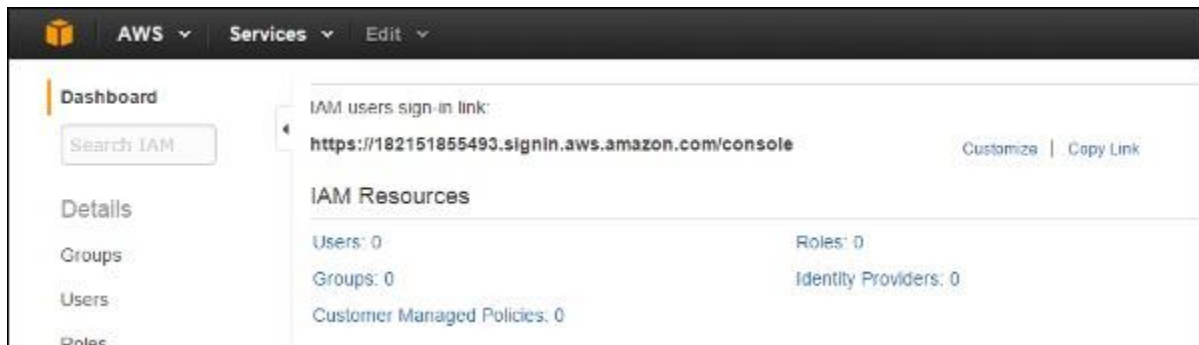 AWS Services Edit
Dashboard
Search IAM
Details
Groups
Users
Roles
IAM users sign-in link:
https://182151855493.signin.aws.amazon.com/console
Customize | Copy Link
IAM Resources
Users: 0 Roles: 0
Groups: 0 Identity Providers: 0
Customer Managed Policies: 0